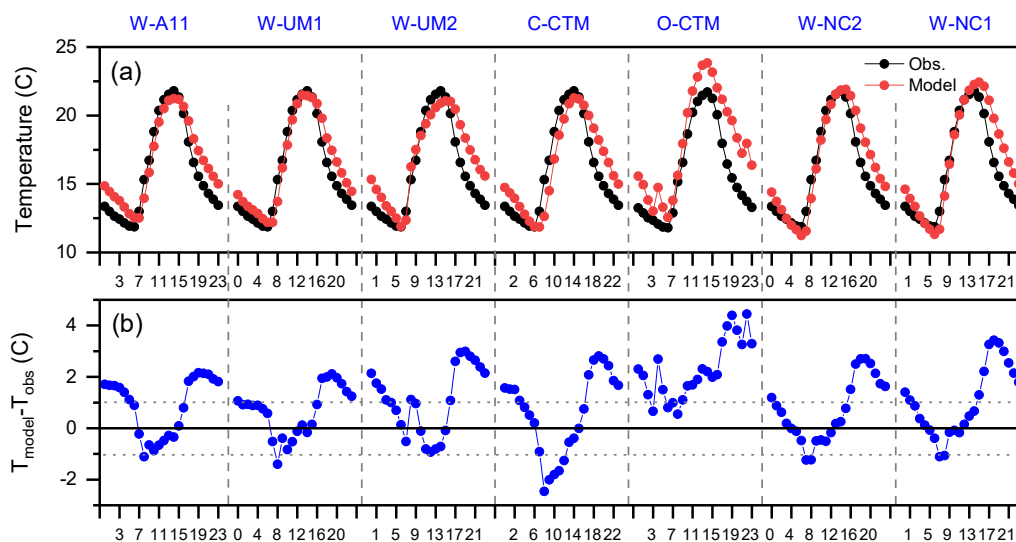 W-A11 W-UM1 W-UM2 C-CTM O-CTM W-NC2 W-NC1
25
(a)
Obs.
Model
20
Temperature (C)
15
10
3 7 11 15 19 23 0 4 8 12 16 20 1 5 9 13 17 21 2 6 10 14 18 22 3 7 11 15 19 23 0 4 8 12 16 20 1 5 9 13 17 21
(b)
4
2
T_model-T_obs (C)
0
-2
3 7 11 15 19 23 0 4 8 12 16 20 1 5 9 13 17 21 2 6 10 14 18 22 3 7 11 15 19 23 0 4 8 12 16 20 1 5 9 13 17 21